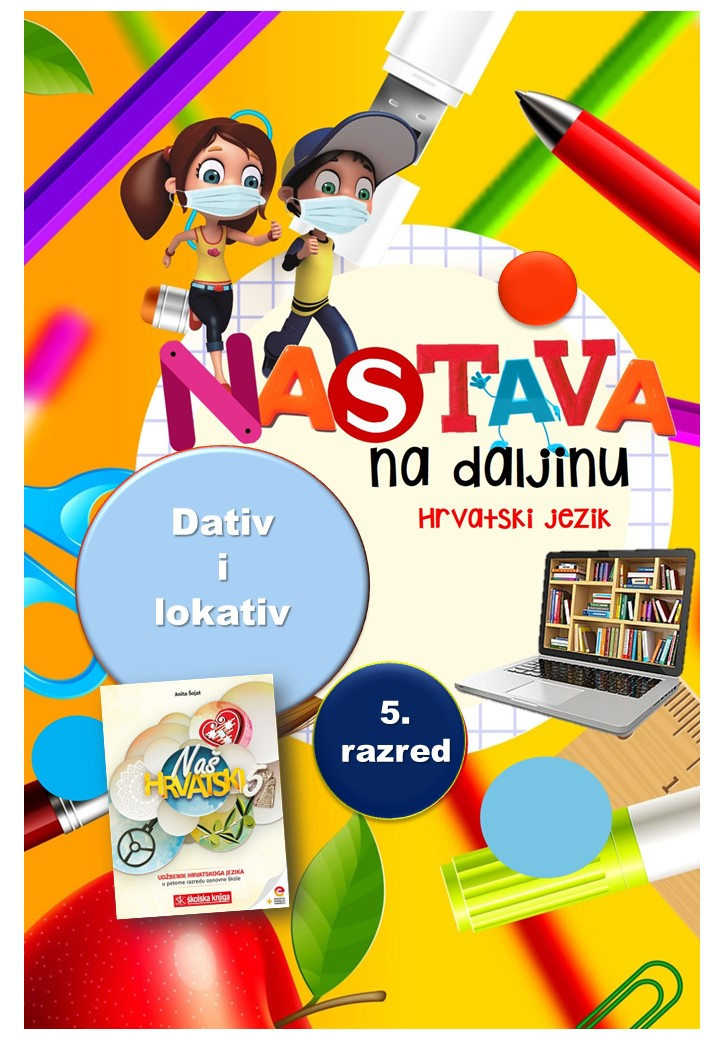 NASTAVA
na daljinu
Hrvatski jezik
Dativ
i
lokativ
5.
razred
Anita Šojat
Naš
HRVATSKI 5
UDŽBENIK HRVATSKOGA JEZIKA
u petome razredu osnovne škole
šk školska knjiga